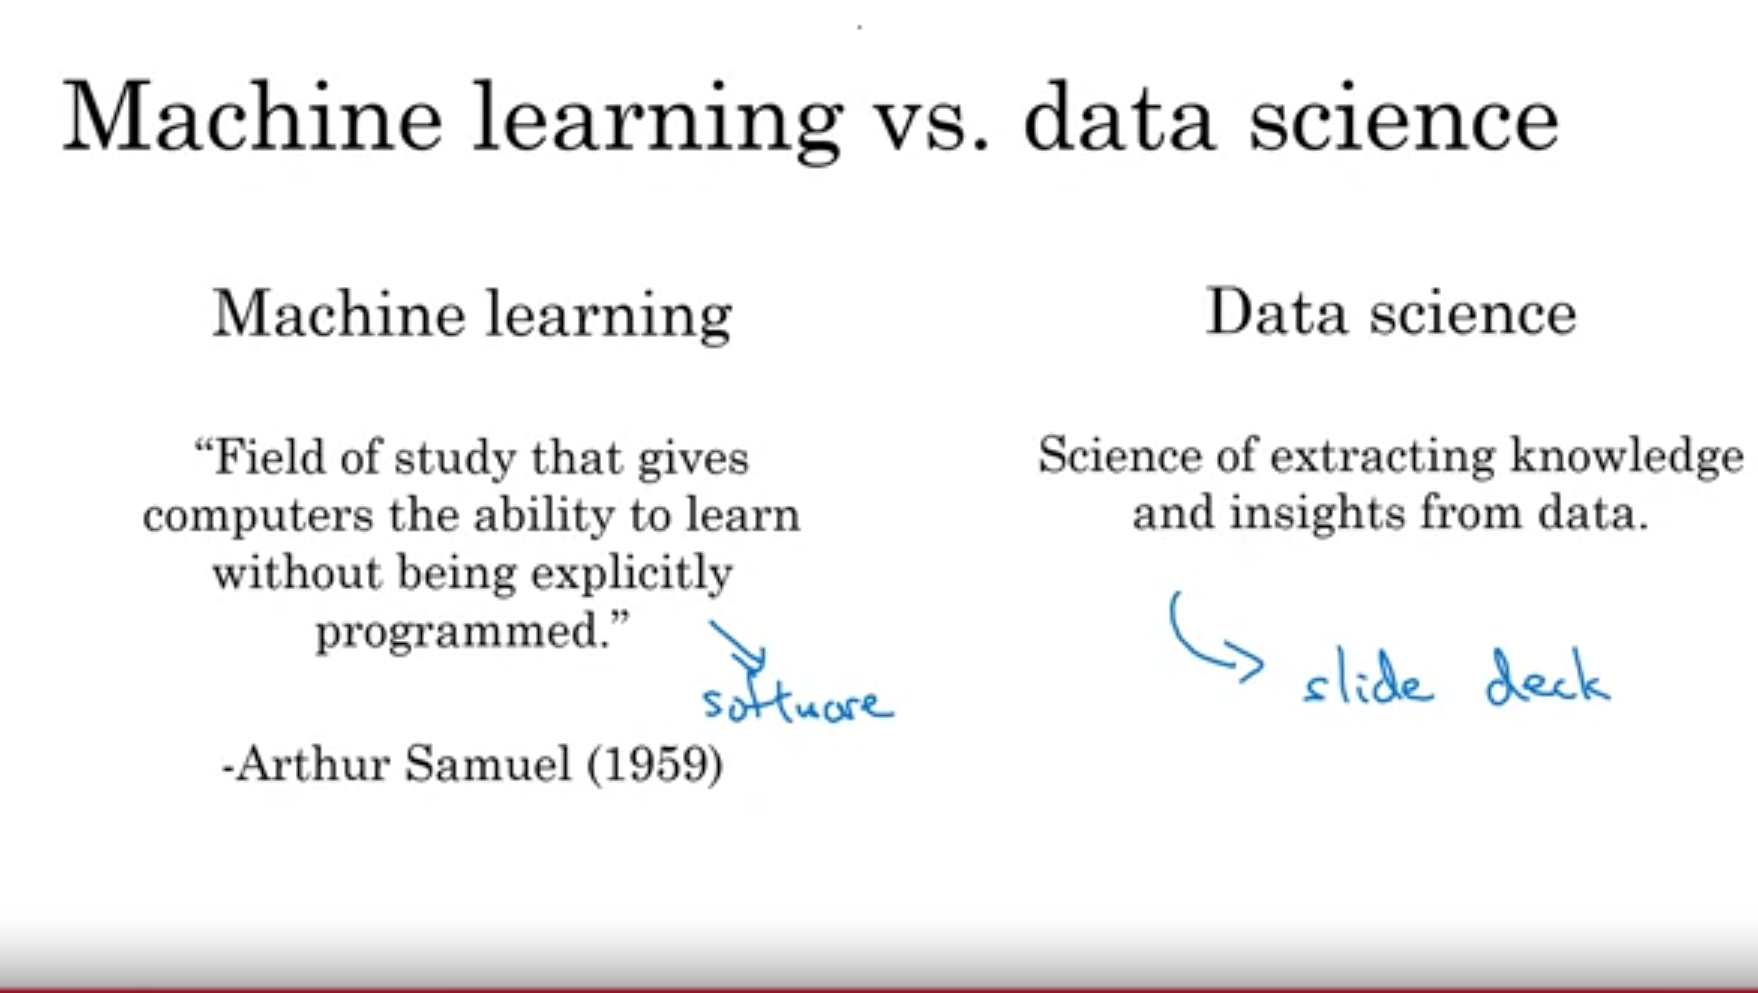 Machine learning vs. data science
Machine learning
“Field of study that gives
computers the ability to learn
without being explicitly
programmed.”
software
-Arthur Samuel (1959)
Data science
Science of extracting knowledge
and insights from data.
slide deck